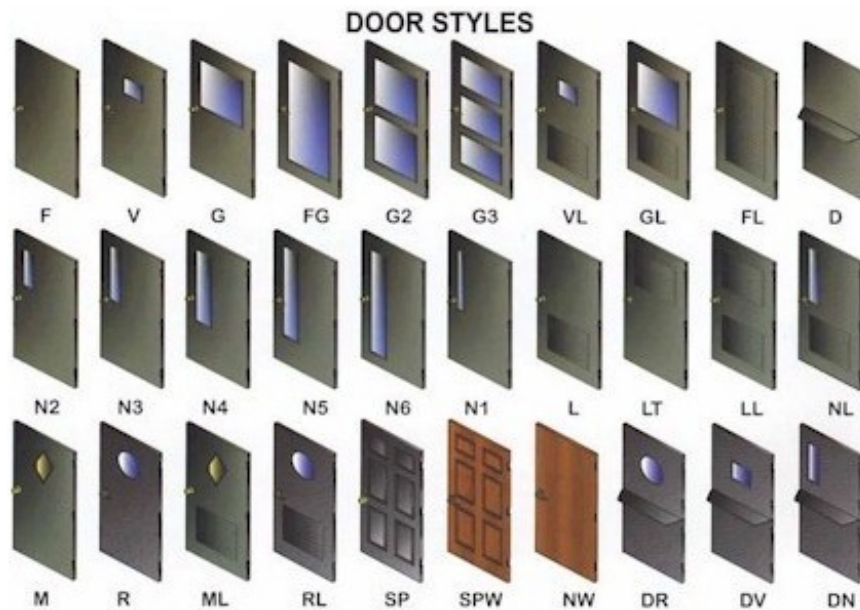 DOOR STYLES
F V G FG G2 G3 VL GL FL D
N2 N3 N4 N5 N6 N1 L LT LL NL
M R ML RL SP SPW NW DR DV DN